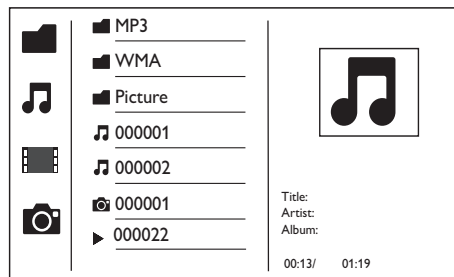 MP3
WMA
Picture
000001
000002
000001
000022
Title:
Artist:
Album:
00:13/ 01:19